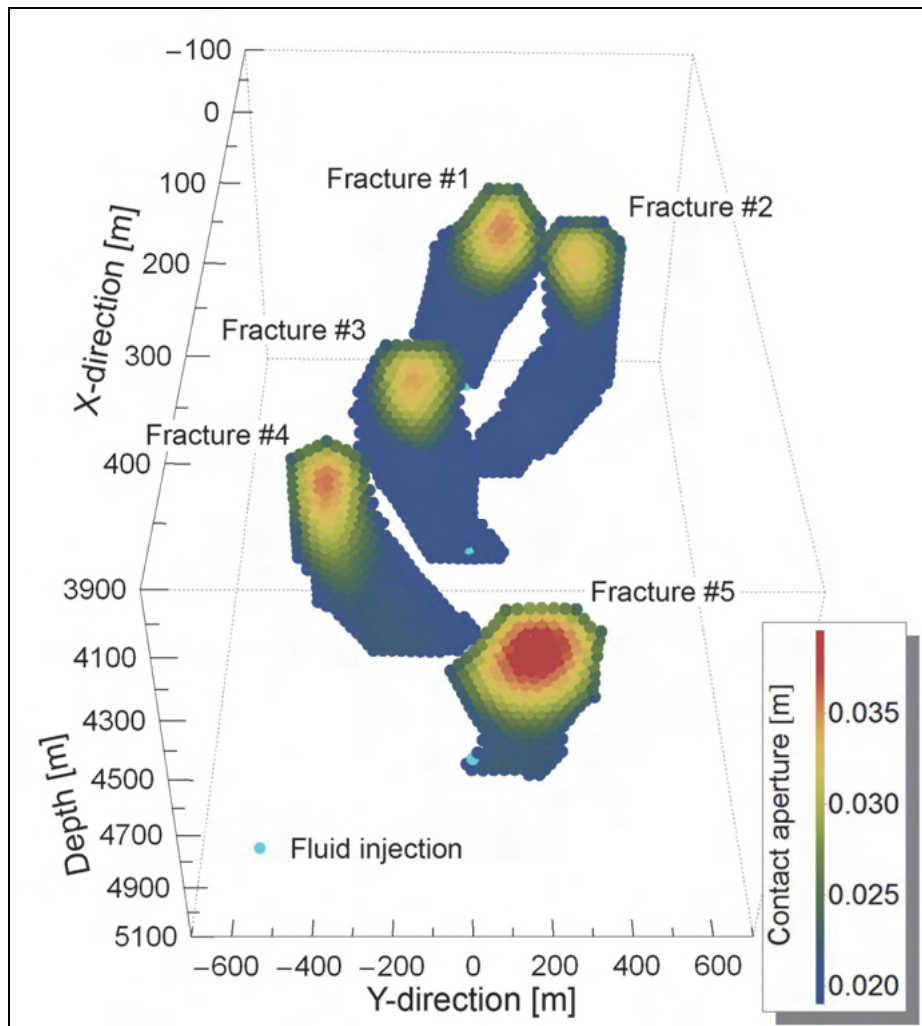 −100
0
100
200
300
400
X-direction [m]
Fracture #1
Fracture #2
Fracture #3
Fracture #4
Fracture #5
3900
4100
4300
4500
4700
4900
5100
Depth [m]
Fluid injection
−600 −400 −200 0 200 400 600
Y-direction [m]
Contact aperture [m]
0.035
0.030
0.025
0.020